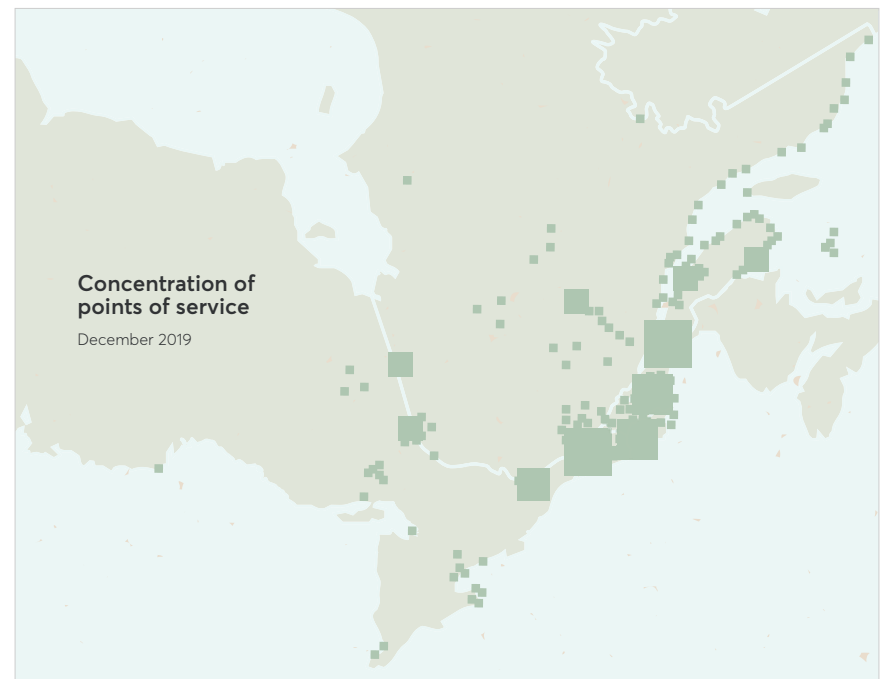 Concentration of
points of service
December 2019